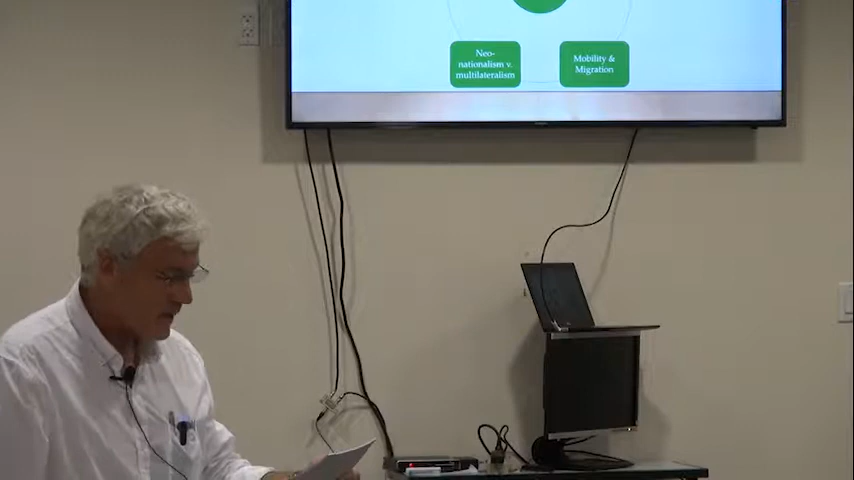 Neo-
nationalism v.
multilateralism
Mobility &
Migration